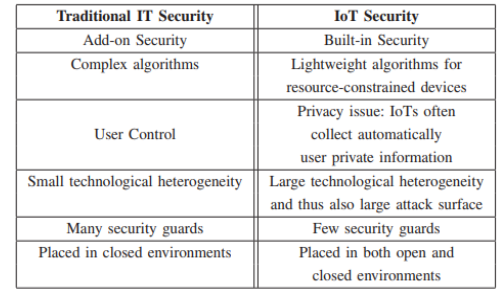 Traditional IT Security IoT Security
Add-on Security Built-in Security
Complex algorithms Lightweight algorithms for
resource-constrained devices
Privacy issue: IoTs often
User Control collect automatically
user private information
Small technological heterogeneity Large technological heterogeneity
and thus also large attack surface
Many security guards Few security guards
Placed in closed environments Placed in both open and
closed environments